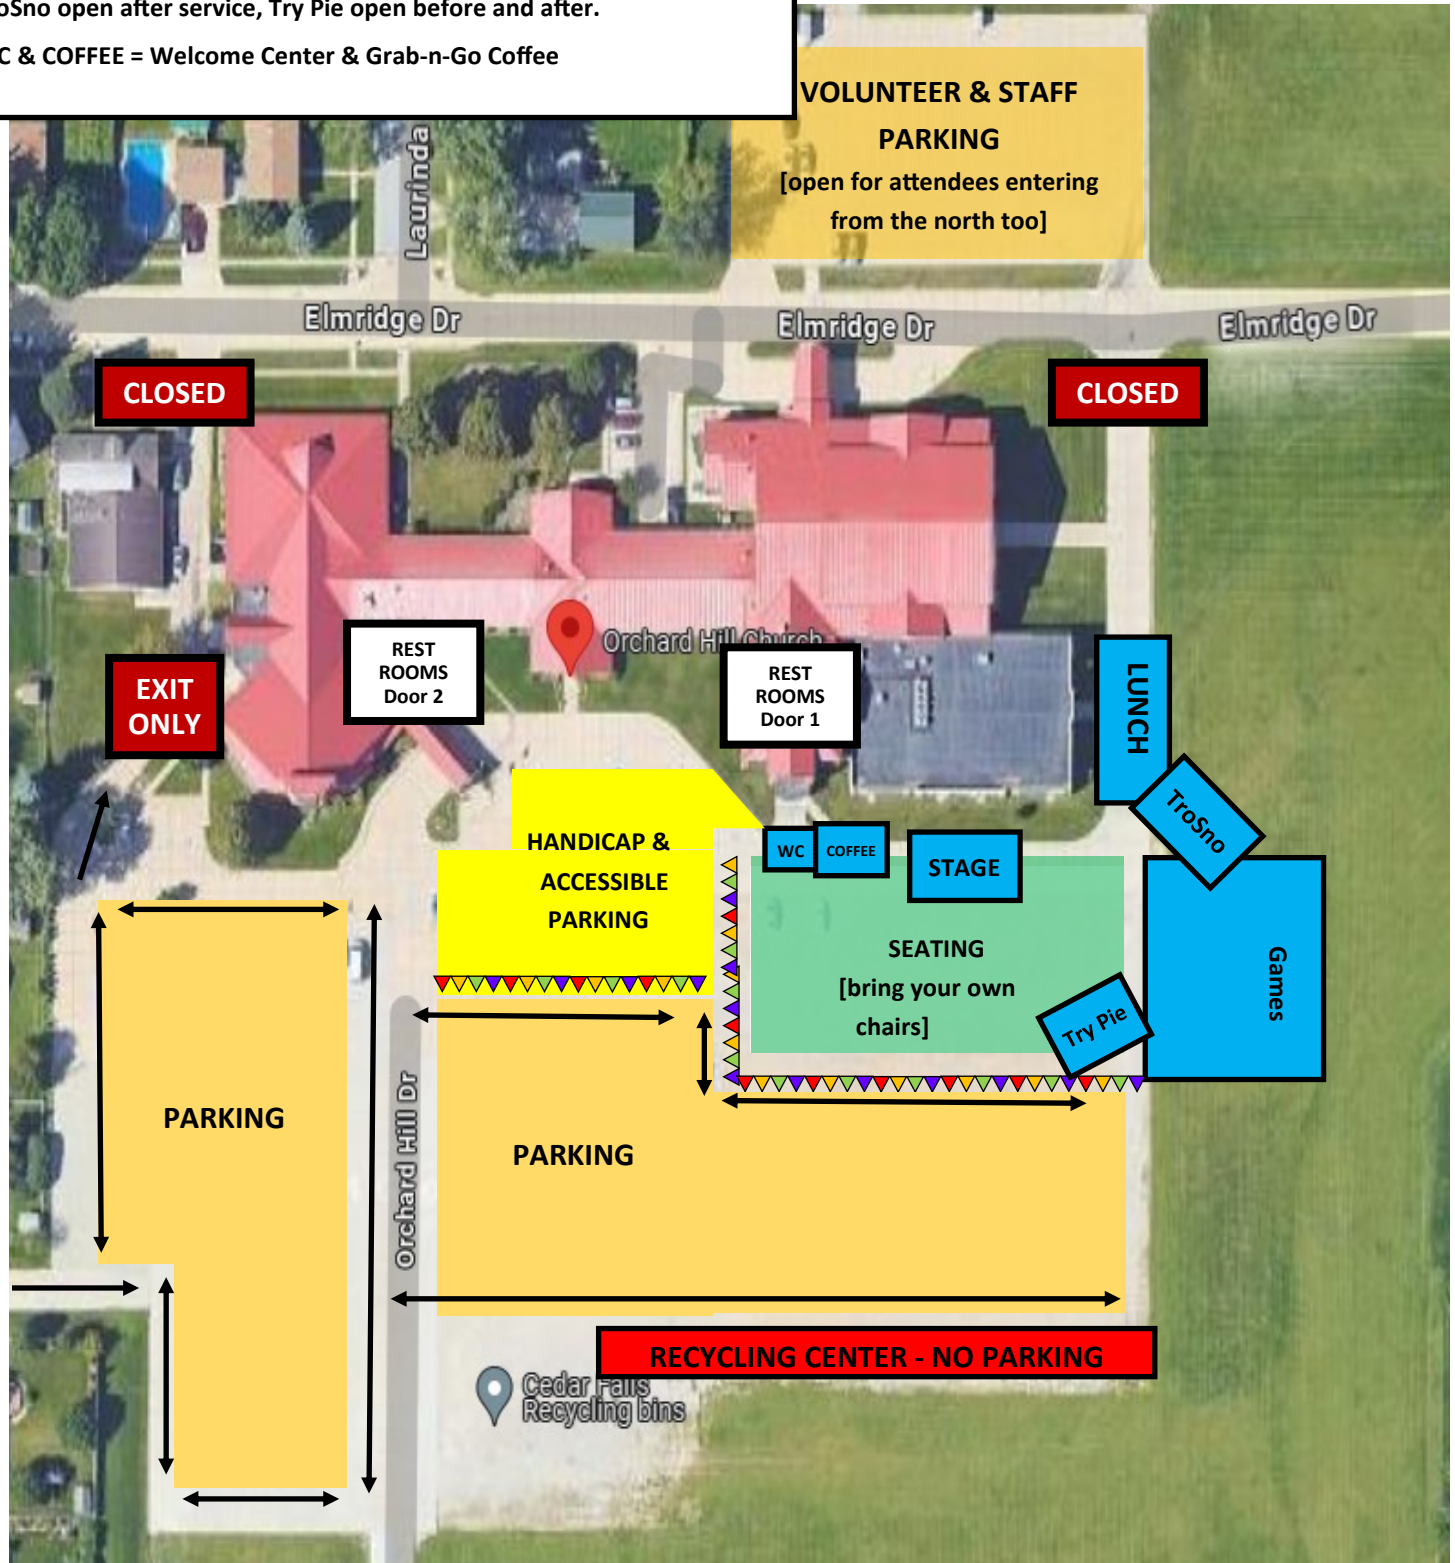 oSno open after service, Try Pie open before and after.
C & COFFEE = Welcome Center & Grab-n-Go Coffee
VOLUNTEER & STAFF
PARKING
[open for attendees entering
from the north too]
Laurinda
Elmridge Dr
Elmridge Dr
Elmridge Dr
CLOSED
CLOSED
REST
ROOMS
Door 2
Orchard Hill Church
REST
ROOMS
Door 1
EXIT
ONLY
LUNCH
TroSno
HANDICAP &
ACCESSIBLE
PARKING
WC
COFFEE
STAGE
SEATING
[bring your own
chairs]
Try Pie
Games
PARKING
PARKING
Orchard Hill Dr
RECYCLING CENTER - NO PARKING
Cedar Falls
Recycling bins